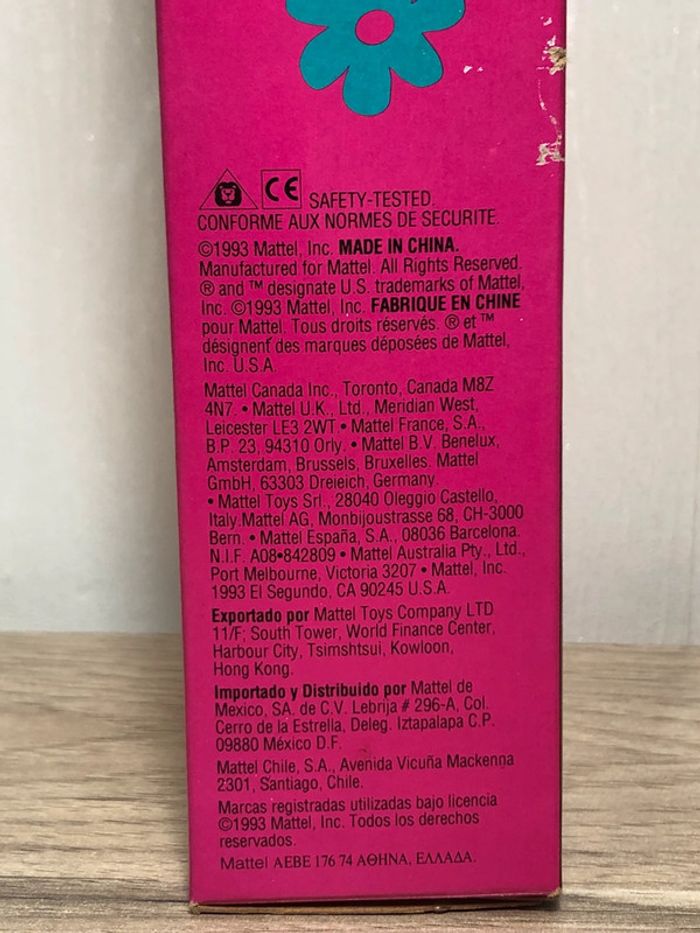 CE SAFETY-TESTED.
CONFORME AUX NORMES DE SECURITE.
©1993 Mattel, Inc. MADE IN CHINA.
Manufactured for Mattel. All Rights Reserved.
® and ™ designate U.S. trademarks of Mattel,
Inc. ©1993 Mattel, Inc. FABRIQUE EN CHINE
pour Mattel. Tous droits réservés. ® et ™
désignent des marques déposées de Mattel,
Inc. U.S.A.
Mattel Canada Inc., Toronto, Canada M8Z
4N7. • Mattel U.K., Ltd., Meridian West,
Leicester LE3 2WT. • Mattel France, S.A.,
B.P. 23, 94310 Orly. • Mattel B.V. Benelux,
Amsterdam, Brussels, Bruxelles. Mattel
GmbH, 63303 Dreieich, Germany.
• Mattel Toys Srl., 28040 Oleggio Castello,
Italy.Mattel AG, Monbijoustrasse 68, CH-3000
Bern. • Mattel España, S.A., 08036 Barcelona.
N.I.F. A08•842809 • Mattel Australia Pty., Ltd.,
Port Melbourne, Victoria 3207 • Mattel, Inc.
1993 El Segundo, CA 90245 U.S.A.
Exportado por Mattel Toys Company LTD
11/F; South Tower, World Finance Center,
Harbour City, Tsimshtsui, Kowloon,
Hong Kong.
Importado y Distribuido por Mattel de
Mexico, SA. de C.V. Lebrija # 296-A, Col.
Cerro de la Estrella, Deleg. Iztapalapa C.P.
09880 México D.F.
Mattel Chile, S.A., Avenida Vicuña Mackenna
2301, Santiago, Chile.
Marcas registradas utilizadas bajo licencia
©1993 Mattel, Inc. Todos los derechos
reservados.
Mattel AEBE 176 74 ΑΘΗΝΑ, ΕΛΛΑΔΑ.